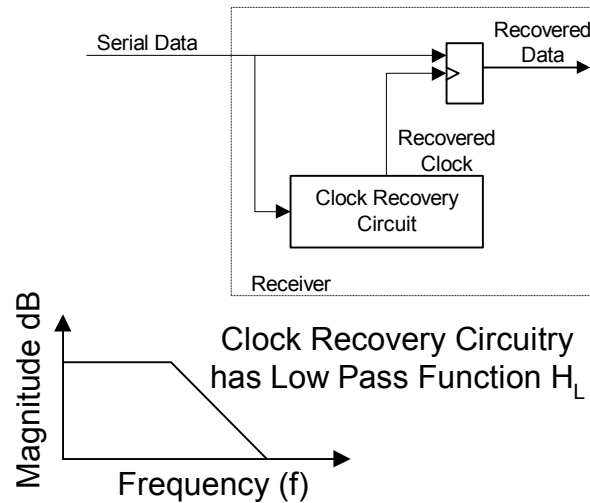 Serial Data
Recovered
Data
Recovered
Clock
Clock Recovery
Circuit
Receiver
Clock Recovery Circuitry
has Low Pass Function HL
Magnitude dB
Frequency (f)